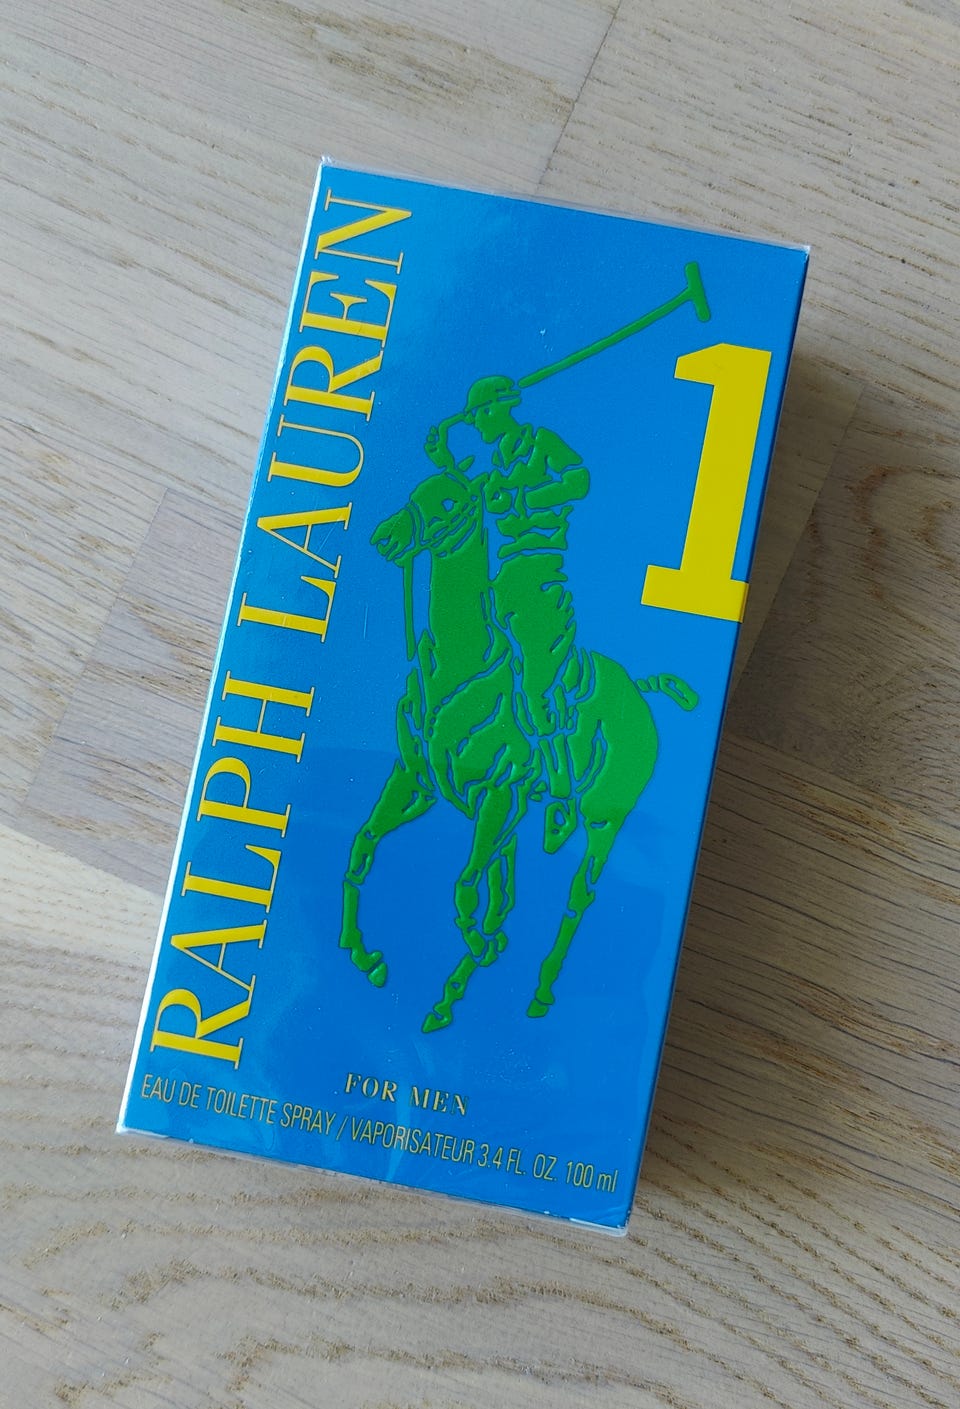 RALPH LAUREN
1
FOR MEN
EAU DE TOILETTE SPRAY / VAPORISATEUR 3.4 FL. OZ. 100 ml